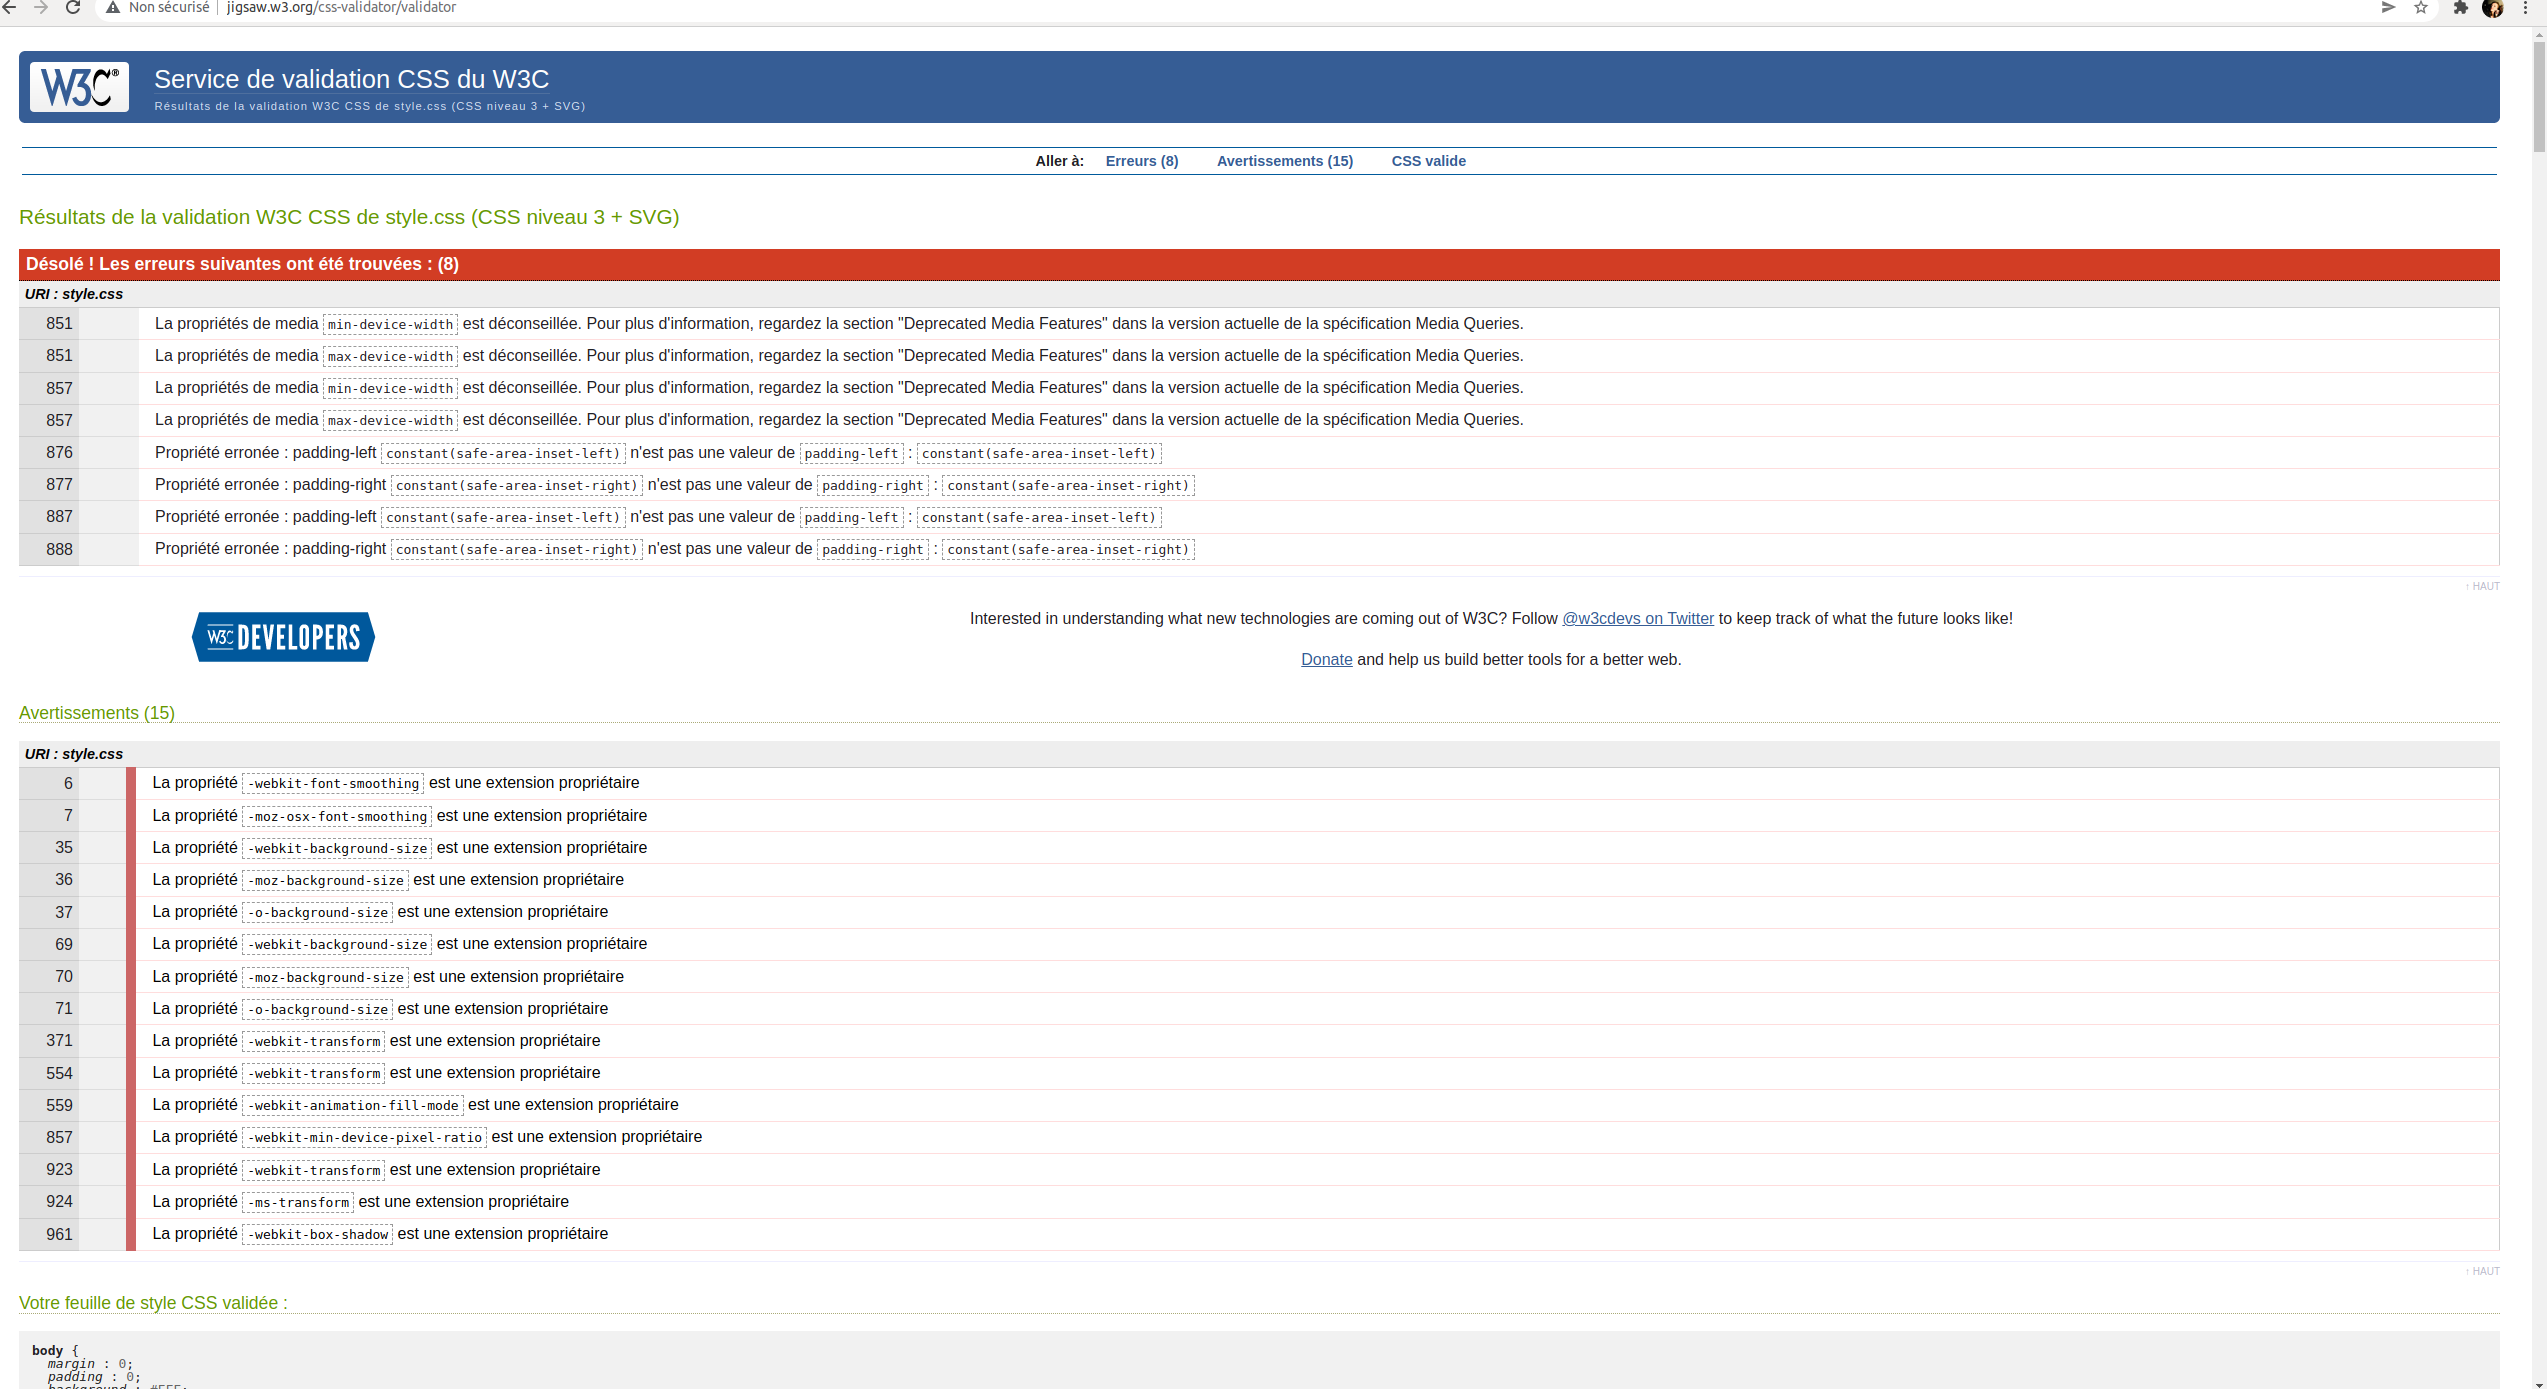 Non sécurisé | jigsaw.w3.org/css-validator/validator
W3C®
Service de validation CSS du W3C
Résultats de la validation W3C CSS de style.css (CSS niveau 3 + SVG)
Aller à: Erreurs (8) Avertissements (15) CSS valide
Résultats de la validation W3C CSS de style.css (CSS niveau 3 + SVG)
Désolé ! Les erreurs suivantes ont été trouvées : (8)
URI : style.css
851 La propriétés de media min-device-width est déconseillée. Pour plus d'information, regardez la section "Deprecated Media Features" dans la version actuelle de la spécification Media Queries.
851 La propriétés de media max-device-width est déconseillée. Pour plus d'information, regardez la section "Deprecated Media Features" dans la version actuelle de la spécification Media Queries.
857 La propriétés de media min-device-width est déconseillée. Pour plus d'information, regardez la section "Deprecated Media Features" dans la version actuelle de la spécification Media Queries.
857 La propriétés de media max-device-width est déconseillée. Pour plus d'information, regardez la section "Deprecated Media Features" dans la version actuelle de la spécification Media Queries.
876 Propriété erronée : padding-left constant(safe-area-inset-left) n'est pas une valeur de padding-left : constant(safe-area-inset-left)
877 Propriété erronée : padding-right constant(safe-area-inset-right) n'est pas une valeur de padding-right : constant(safe-area-inset-right)
887 Propriété erronée : padding-left constant(safe-area-inset-left) n'est pas une valeur de padding-left : constant(safe-area-inset-left)
888 Propriété erronée : padding-right constant(safe-area-inset-right) n'est pas une valeur de padding-right : constant(safe-area-inset-right)
↑ HAUT
W3C DEVELOPERS
Interested in understanding what new technologies are coming out of W3C? Follow @w3cdevs on Twitter to keep track of what the future looks like!
Donate and help us build better tools for a better web.
Avertissements (15)
URI : style.css
6 La propriété -webkit-font-smoothing est une extension propriétaire
7 La propriété -moz-osx-font-smoothing est une extension propriétaire
35 La propriété -webkit-background-size est une extension propriétaire
36 La propriété -moz-background-size est une extension propriétaire
37 La propriété -o-background-size est une extension propriétaire
69 La propriété -webkit-background-size est une extension propriétaire
70 La propriété -moz-background-size est une extension propriétaire
71 La propriété -o-background-size est une extension propriétaire
371 La propriété -webkit-transform est une extension propriétaire
554 La propriété -webkit-transform est une extension propriétaire
559 La propriété -webkit-animation-fill-mode est une extension propriétaire
857 La propriété -webkit-min-device-pixel-ratio est une extension propriétaire
923 La propriété -webkit-transform est une extension propriétaire
924 La propriété -ms-transform est une extension propriétaire
961 La propriété -webkit-box-shadow est une extension propriétaire
↑ HAUT
Votre feuille de style CSS validée :
body {
margin : 0;
padding : 0;